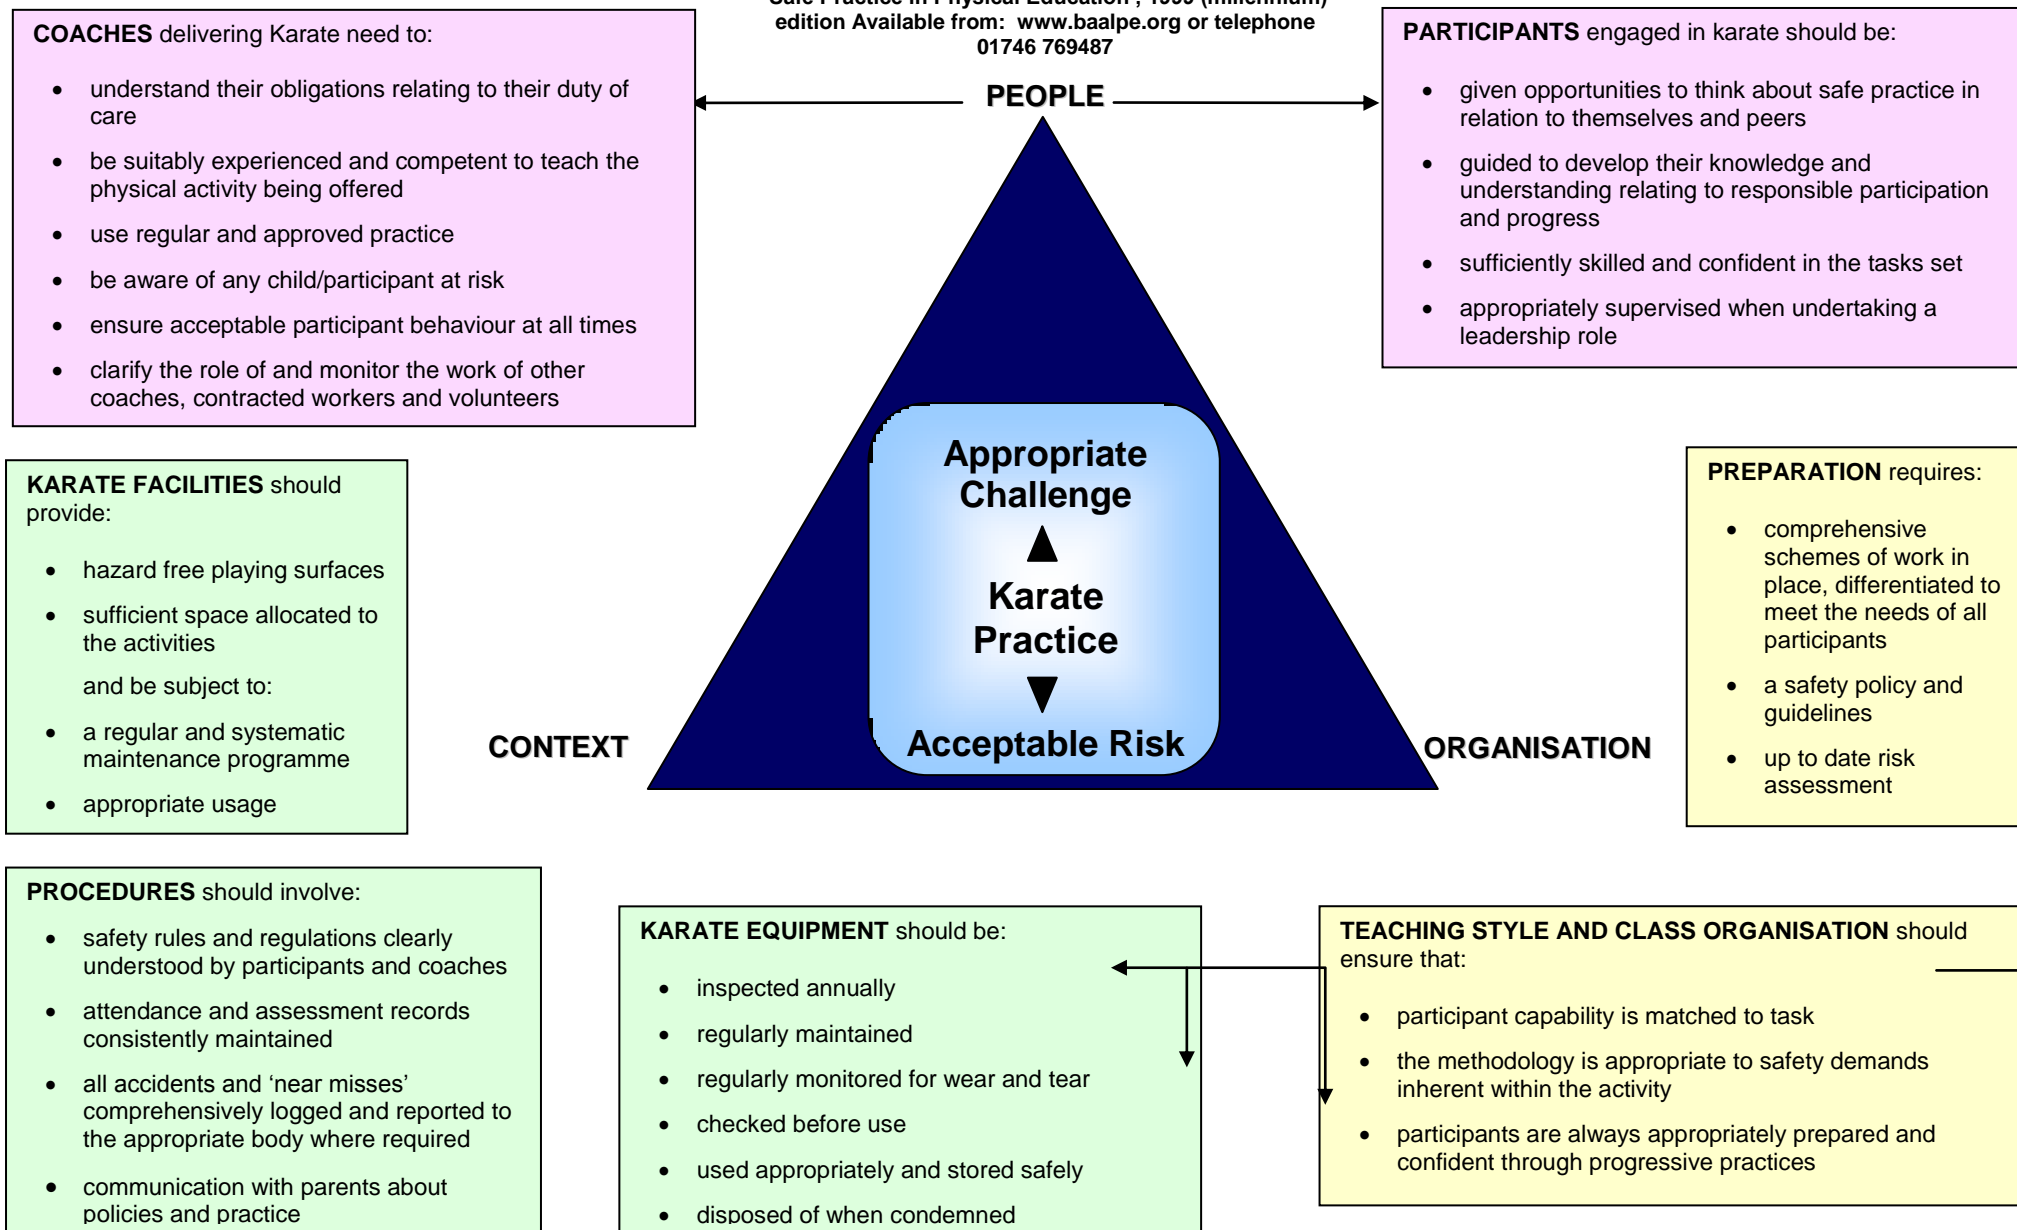 Safe Practice in Physical Education', 1999 (millennium)
edition Available from: www.baalpe.org or telephone
01746 769487
COACHES delivering Karate need to:
• understand their obligations relating to their duty of
care
• be suitably experienced and competent to teach the
physical activity being offered
• use regular and approved practice
• be aware of any child/participant at risk
• ensure acceptable participant behaviour at all times
• clarify the role of and monitor the work of other
coaches, contracted workers and volunteers
PEOPLE
PARTICIPANTS engaged in karate should be:
• given opportunities to think about safe practice in
relation to themselves and peers
• guided to develop their knowledge and
understanding relating to responsible participation
and progress
• sufficiently skilled and confident in the tasks set
• appropriately supervised when undertaking a
leadership role
KARATE FACILITIES should
provide:
• hazard free playing surfaces
• sufficient space allocated to
the activities
and be subject to:
• a regular and systematic
maintenance programme
• appropriate usage
CONTEXT
Appropriate
Challenge
Karate
Practice
Acceptable Risk
ORGANISATION
PREPARATION requires:
• comprehensive
schemes of work in
place, differentiated to
meet the needs of all
participants
• a safety policy and
guidelines
• up to date risk
assessment
PROCEDURES should involve:
• safety rules and regulations clearly
understood by participants and coaches
• attendance and assessment records
consistently maintained
• all accidents and ‘near misses’
comprehensively logged and reported to
the appropriate body where required
• communication with parents about
policies and practice
KARATE EQUIPMENT should be:
• inspected annually
• regularly maintained
• regularly monitored for wear and tear
• checked before use
• used appropriately and stored safely
• disposed of when condemned
TEACHING STYLE AND CLASS ORGANISATION should
ensure that:
• participant capability is matched to task
• the methodology is appropriate to safety demands
inherent within the activity
• participants are always appropriately prepared and
confident through progressive practices